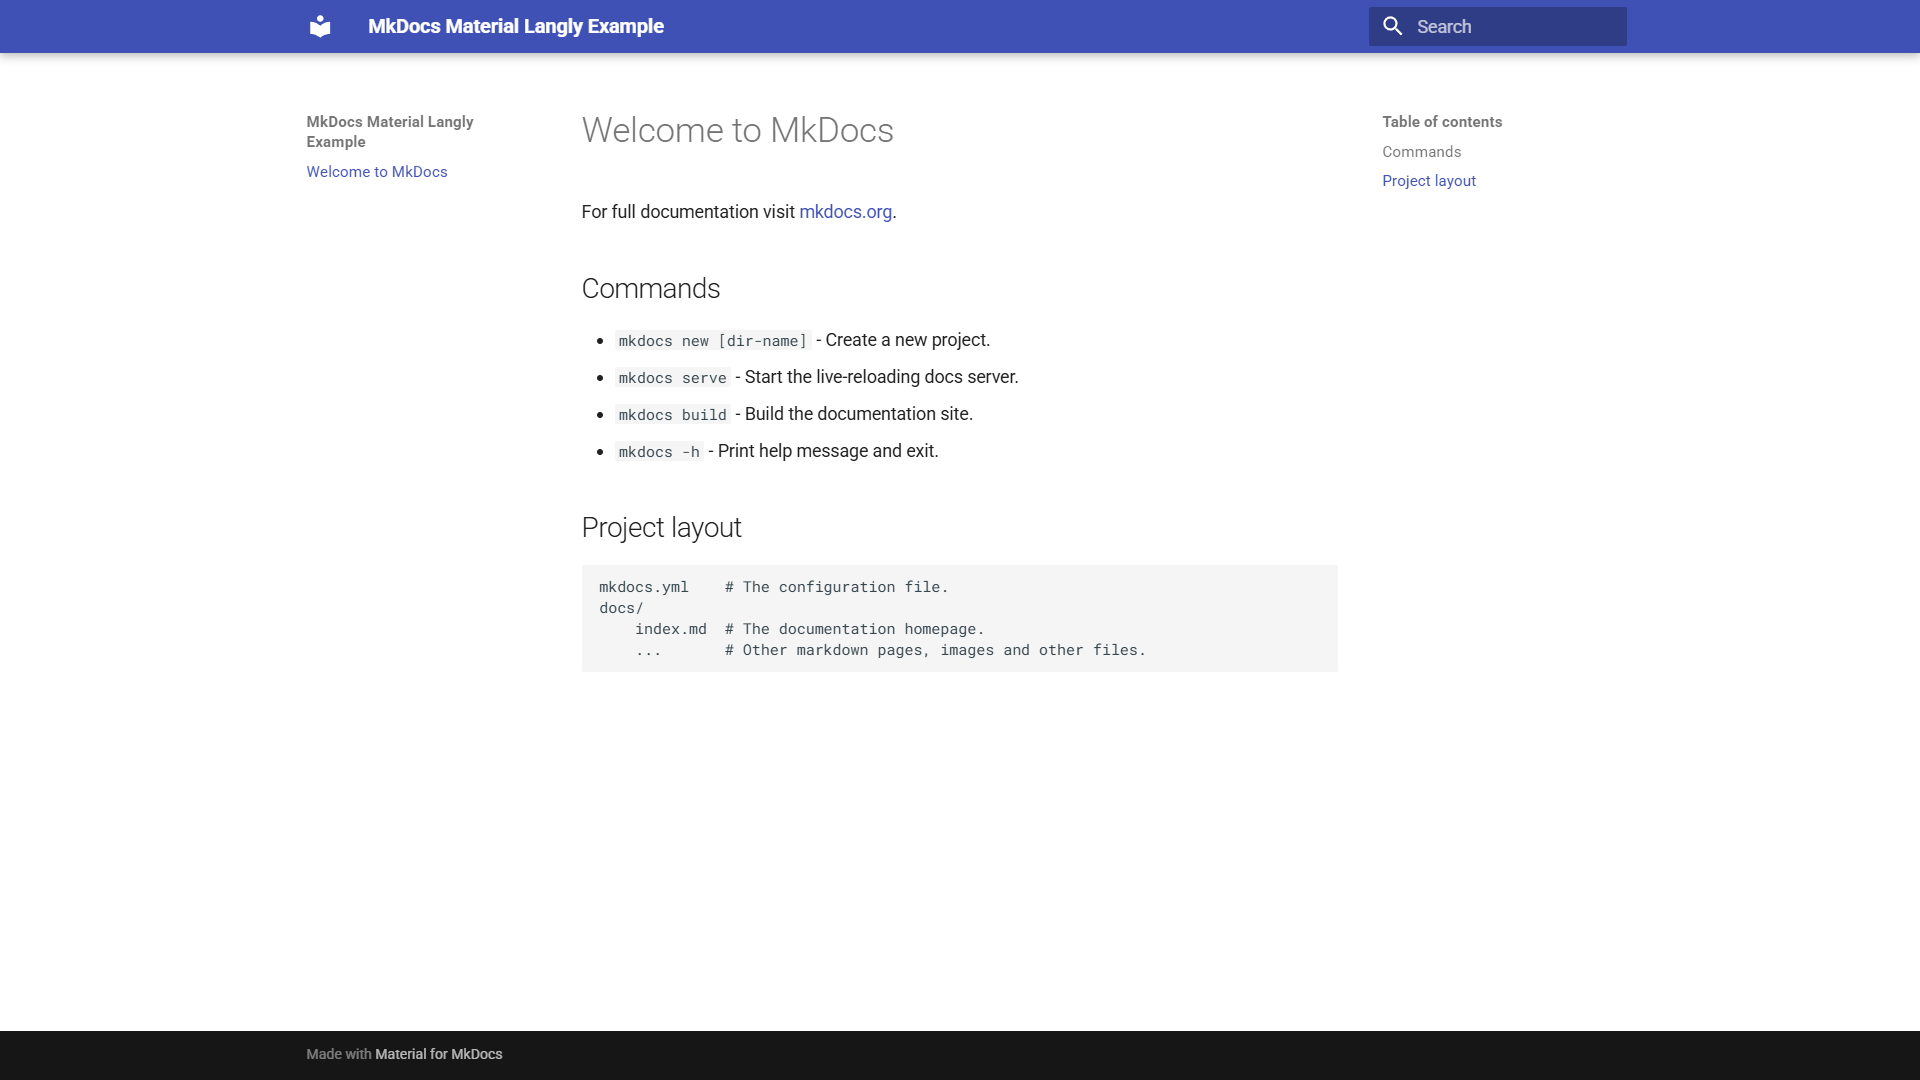 MkDocs Material Langly Example
Search
MkDocs Material Langly
Example
Welcome to MkDocs
Welcome to MkDocs
For full documentation visit mkdocs.org.
Commands
mkdocs new [dir-name] - Create a new project.
mkdocs serve - Start the live-reloading docs server.
mkdocs build - Build the documentation site.
mkdocs -h - Print help message and exit.
Project layout
mkdocs.yml    # The configuration file.
docs/
    index.md  # The documentation homepage.
    ...       # Other markdown pages, images and other files.
Table of contents
Commands
Project layout
Made with Material for MkDocs